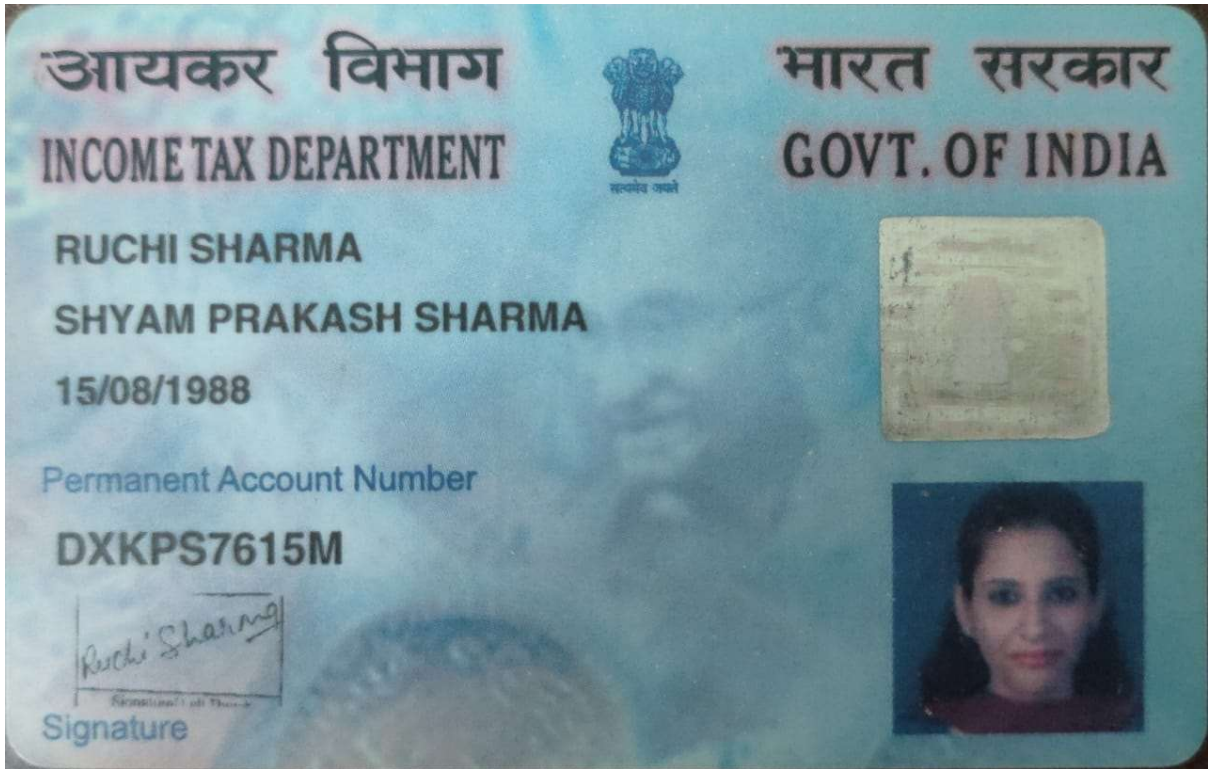 आयकर विभाग
भारत सरकार
INCOME TAX DEPARTMENT
GOVT. OF INDIA
सत्यमेव जयते
RUCHI SHARMA
SHYAM PRAKASH SHARMA
15/08/1988
Permanent Account Number
DXKPS7615M
Ruchi Sharma
Signature